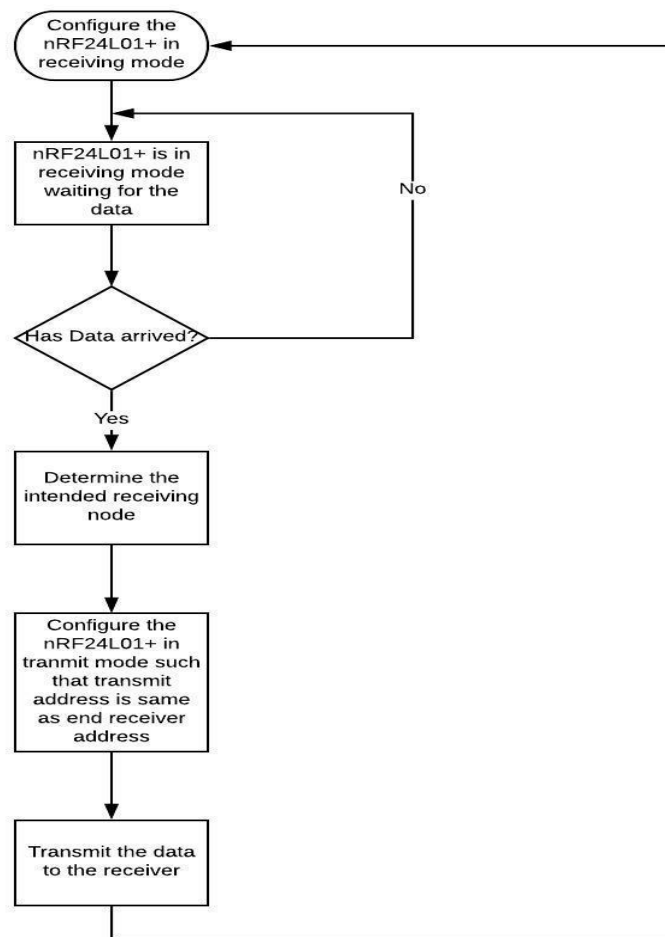 Configure the
nRF24L01+ in
receiving mode
nRF24L01+ is in
receiving mode
waiting for the
data
No
Has Data arrived?
Yes
Determine the
intended receiving
node
Configure the
nRF24L01+ in
tranmit mode such
that transmit
address is same
as end receiver
address
Transmit the data
to the receiver